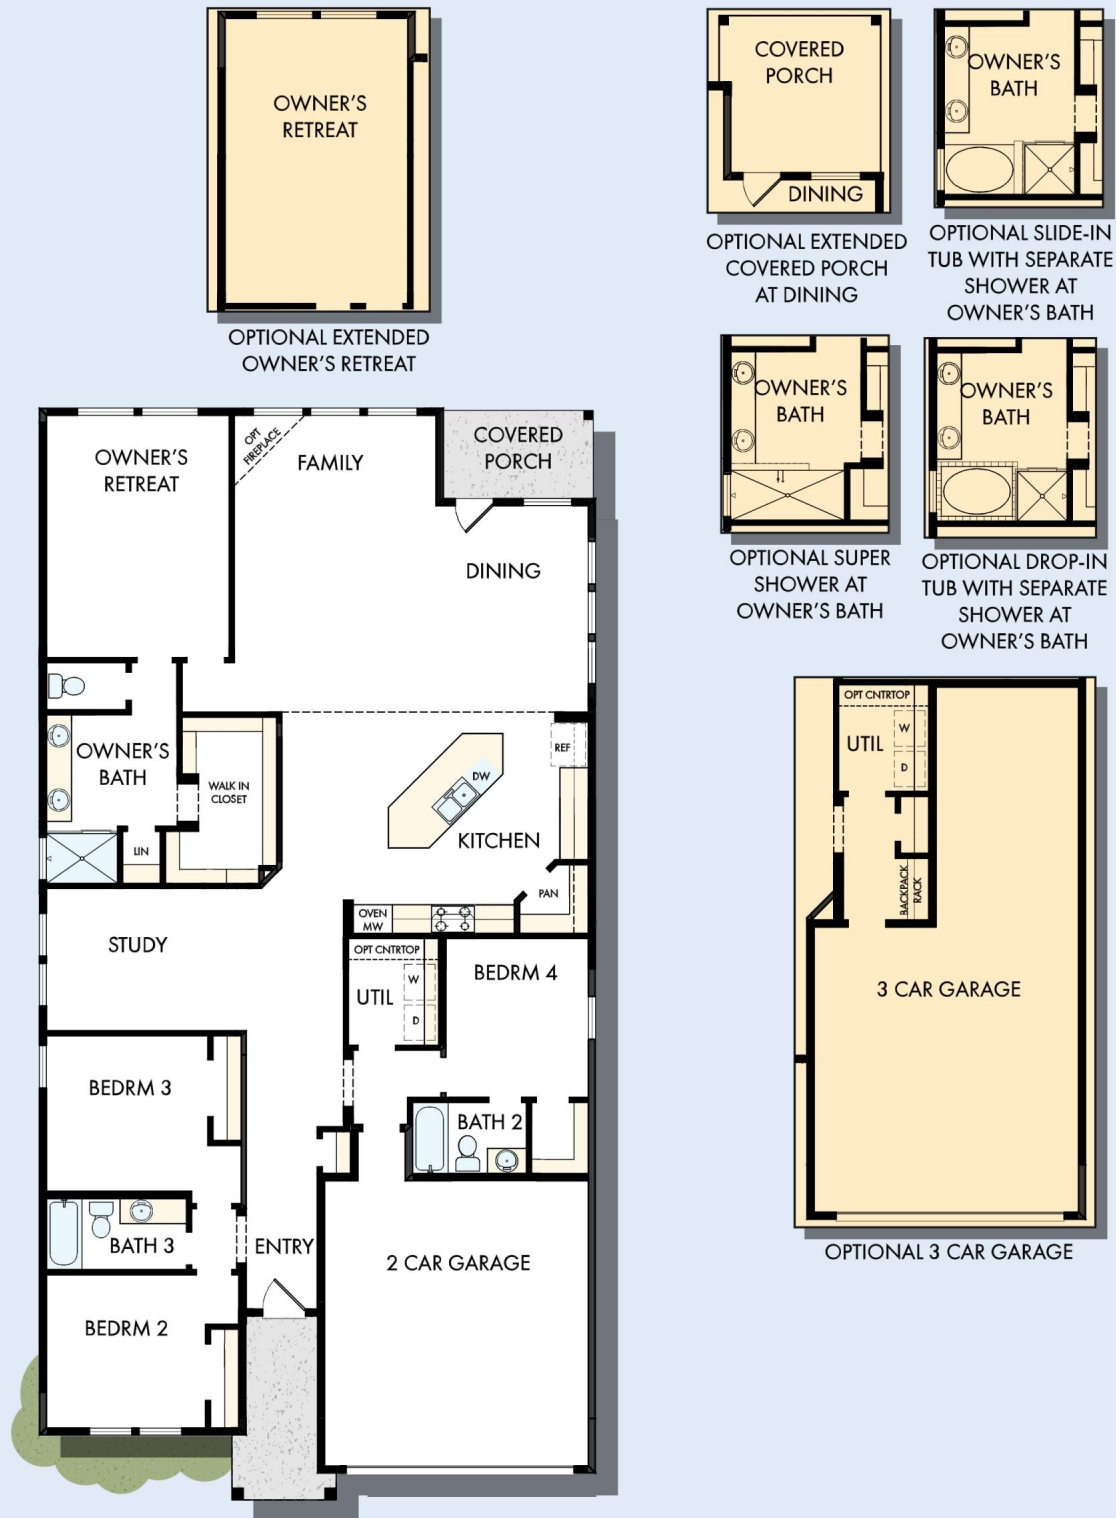 OWNER'S
RETREAT
OPTIONAL EXTENDED
OWNER'S RETREAT
COVERED
PORCH
DINING
OPTIONAL EXTENDED
COVERED PORCH
AT DINING
OWNER'S
BATH
OPTIONAL SLIDE-IN
TUB WITH SEPARATE
SHOWER AT
OWNER'S BATH
OWNER'S
BATH
OPTIONAL SUPER
SHOWER AT
OWNER'S BATH
OWNER'S
BATH
OPTIONAL DROP-IN
TUB WITH SEPARATE
SHOWER AT
OWNER'S BATH
OWNER'S
RETREAT
OPT
FIREPLACE
FAMILY
COVERED
PORCH
DINING
OWNER'S
BATH
WALK IN
CLOSET
LIN
REF
DW
KITCHEN
PAN
OVEN
MW
STUDY
OPT CNTRTOP
W
UTIL
D
BEDRM 4
BEDRM 3
BATH 2
BATH 3
ENTRY
2 CAR GARAGE
BEDRM 2
OPT CNTRTOP
W
UTIL
D
BACKPACK
RACK
3 CAR GARAGE
OPTIONAL 3 CAR GARAGE